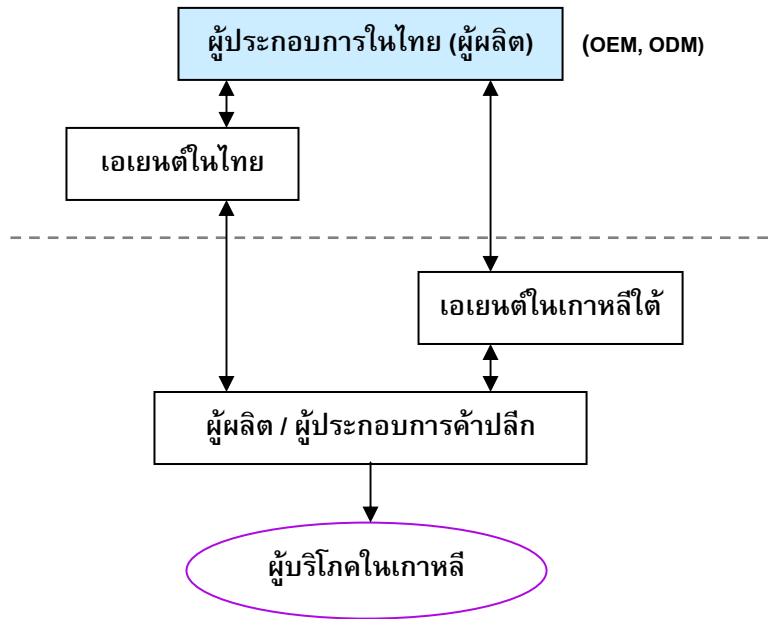 ผู้ประกอบการในไทย (ผู้ผลิต) (OEM, ODM)
เอเยนต์ในไทย
เอเยนต์ในเกาหลีใต้
ผู้ผลิต / ผู้ประกอบการค้าปลีก
ผู้บริโภคในเกาหลี